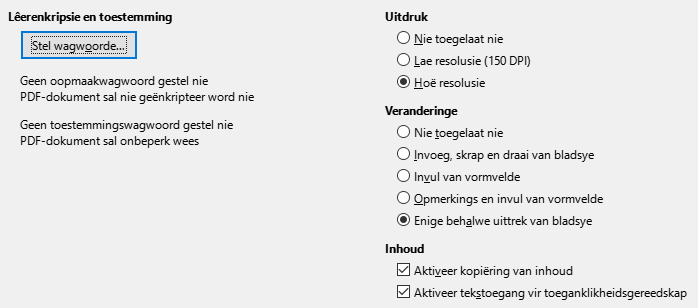 Lêerenkripsie en toestemming
Stel wagwoorde...
Geen oopmaakwagwoord gestel nie
PDF-dokument sal nie geënkripteer word nie
Geen toestemmingswagwoord gestel nie
PDF-dokument sal onbeperk wees
Uitdruk
Nie toegelaat nie
Lae resolusie (150 DPI)
Hoë resolusie
Veranderinge
Nie toegelaat nie
Invoeg, skrap en draai van bladsye
Invul van vormvelde
Opmerkings en invul van vormvelde
Enige behalwe uittrek van bladsye
Inhoud
Aktiveer kopiëring van inhoud
Aktiveer tekstoegang vir toeganklikheidsgereedskap